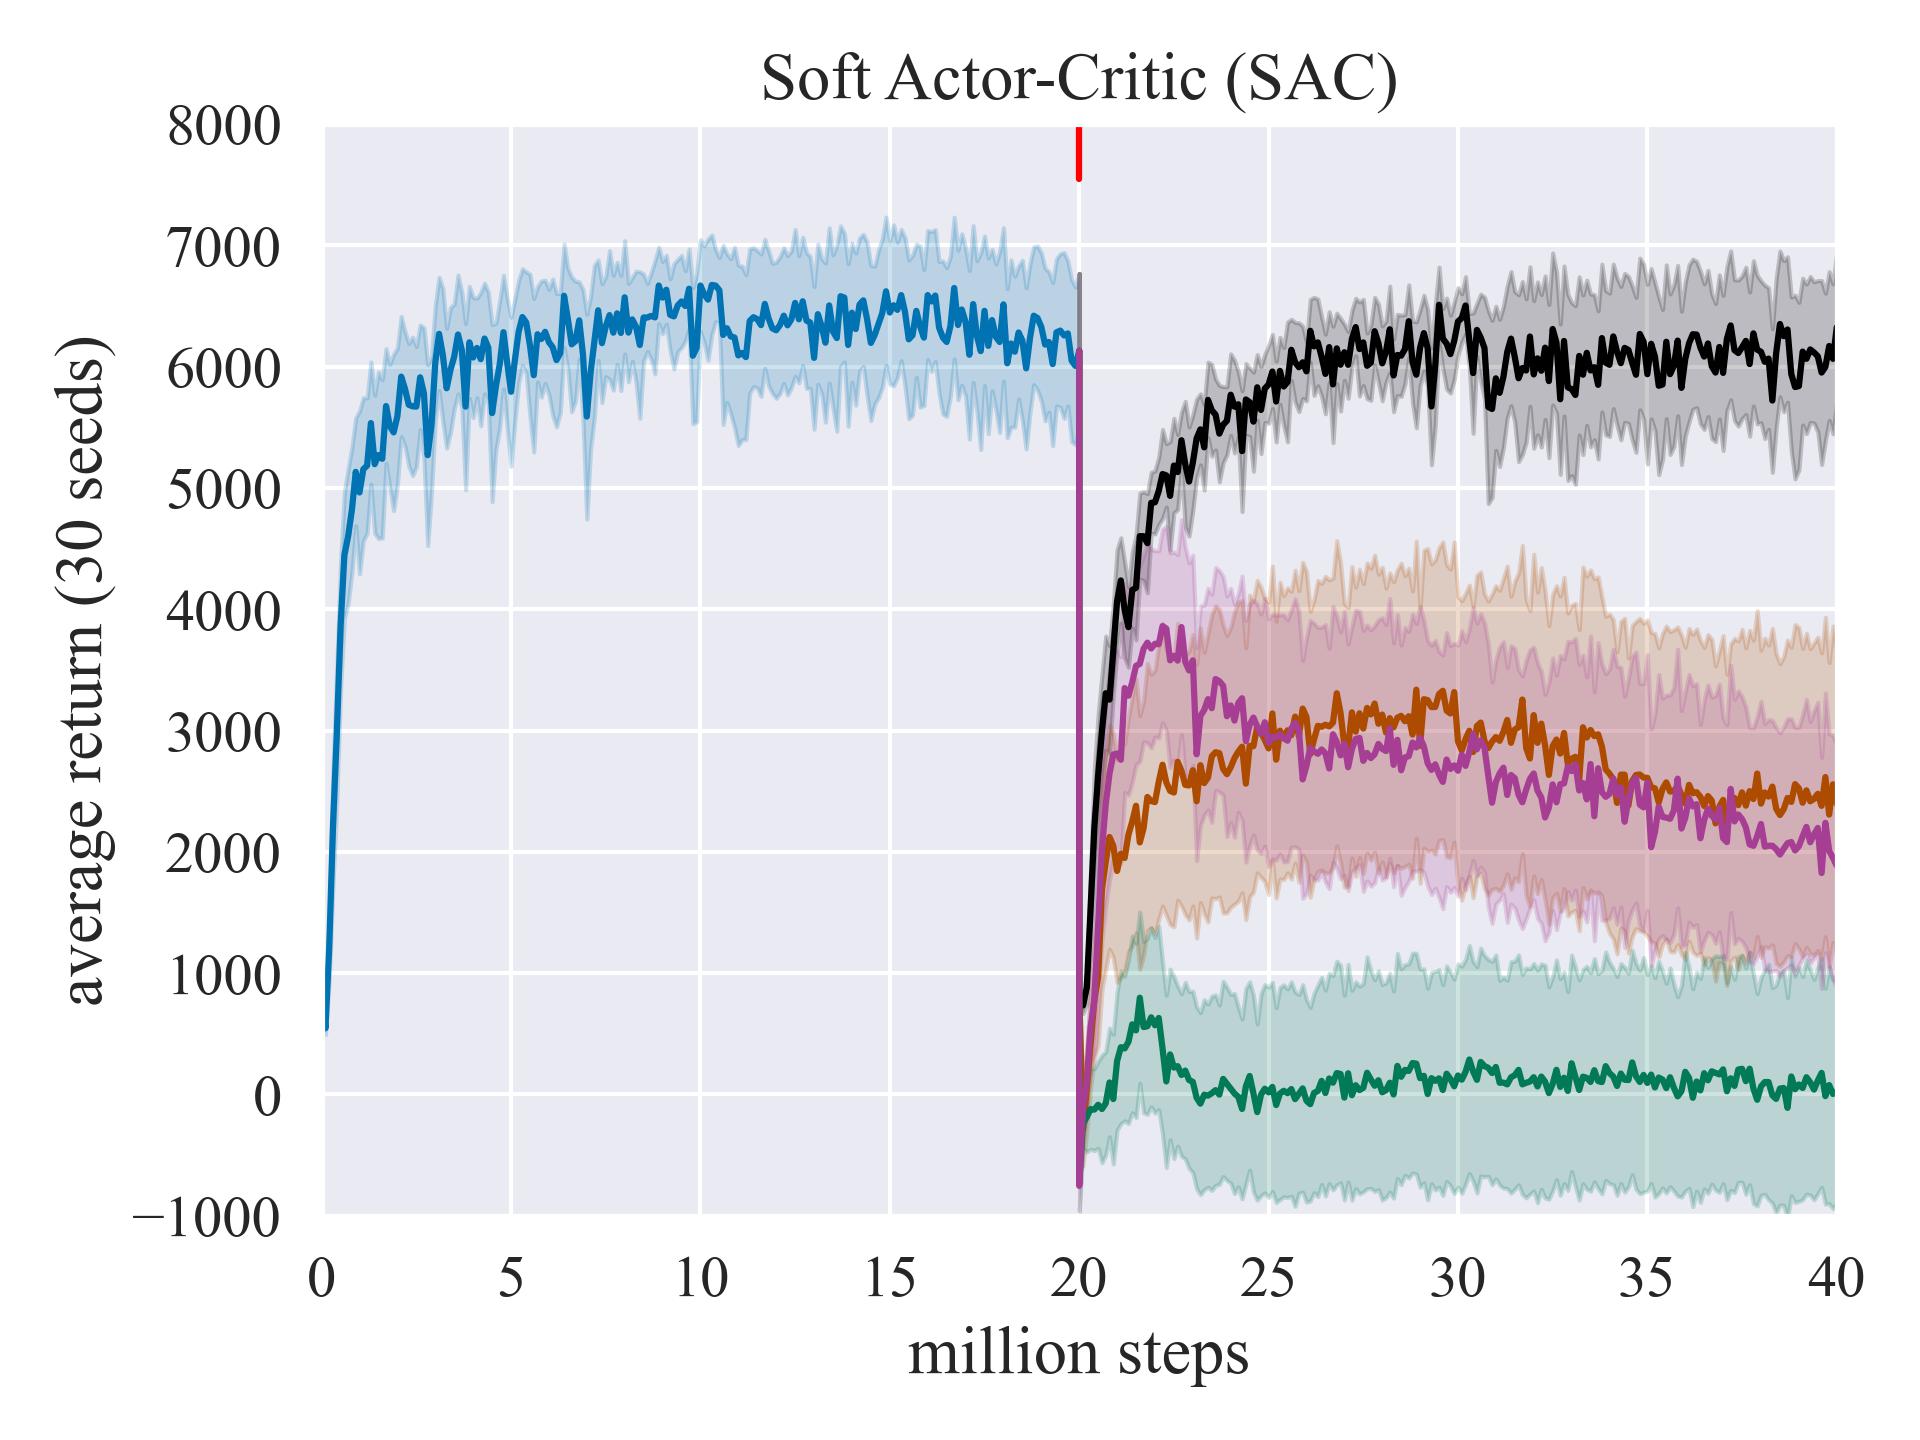 Soft Actor-Critic (SAC)
8000
7000
6000
5000
4000
3000
2000
1000
0
−1000
average return (30 seeds)
0 5 10 15 20 25 30 35 40
million steps